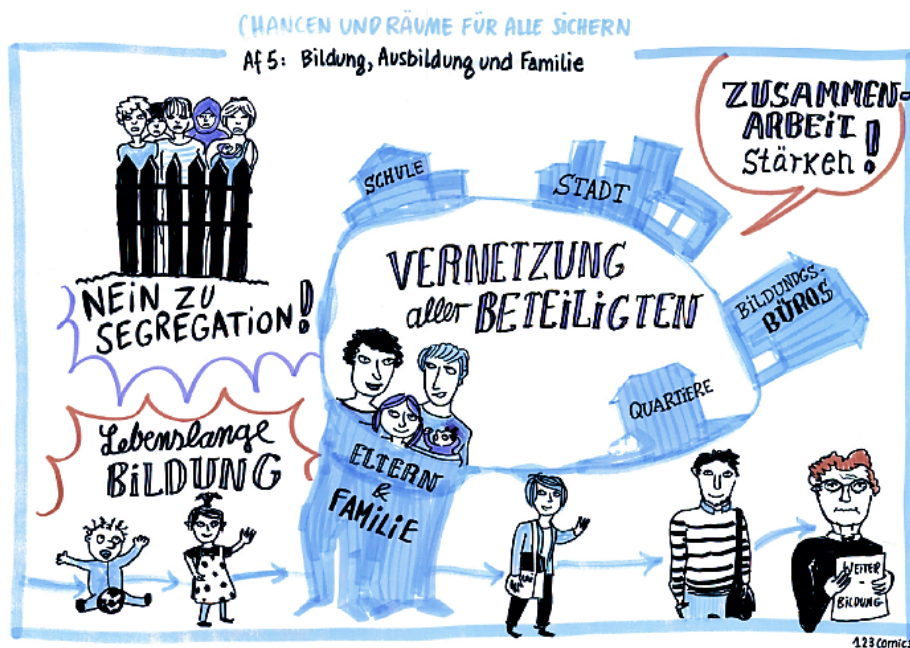 CHANCEN UND RÄUME FÜR ALLE SICHERN
Af 5: Bildung, Ausbildung und Familie
ZUSAMMEN-
ARBEIT
Stärken!
SCHULE
STADT
BILDUNGS-
BÜROS
VERNETZUNG
aller BETEILIGTEN
QUARTIERE
NEIN ZU
SEGREGATION!
Lebenslange
BILDUNG
ELTERN
&
FAMILIE
WEITER
-
BILDUNG
123comics